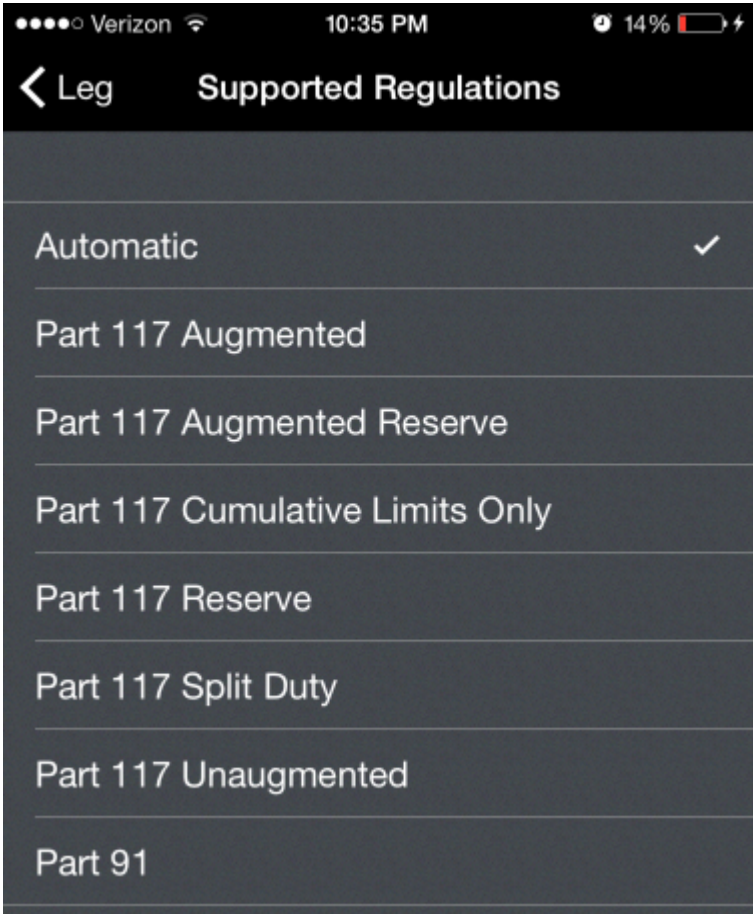 Verizon 10:35 PM 14%
Leg Supported Regulations
Automatic
Part 117 Augmented
Part 117 Augmented Reserve
Part 117 Cumulative Limits Only
Part 117 Reserve
Part 117 Split Duty
Part 117 Unaugmented
Part 91